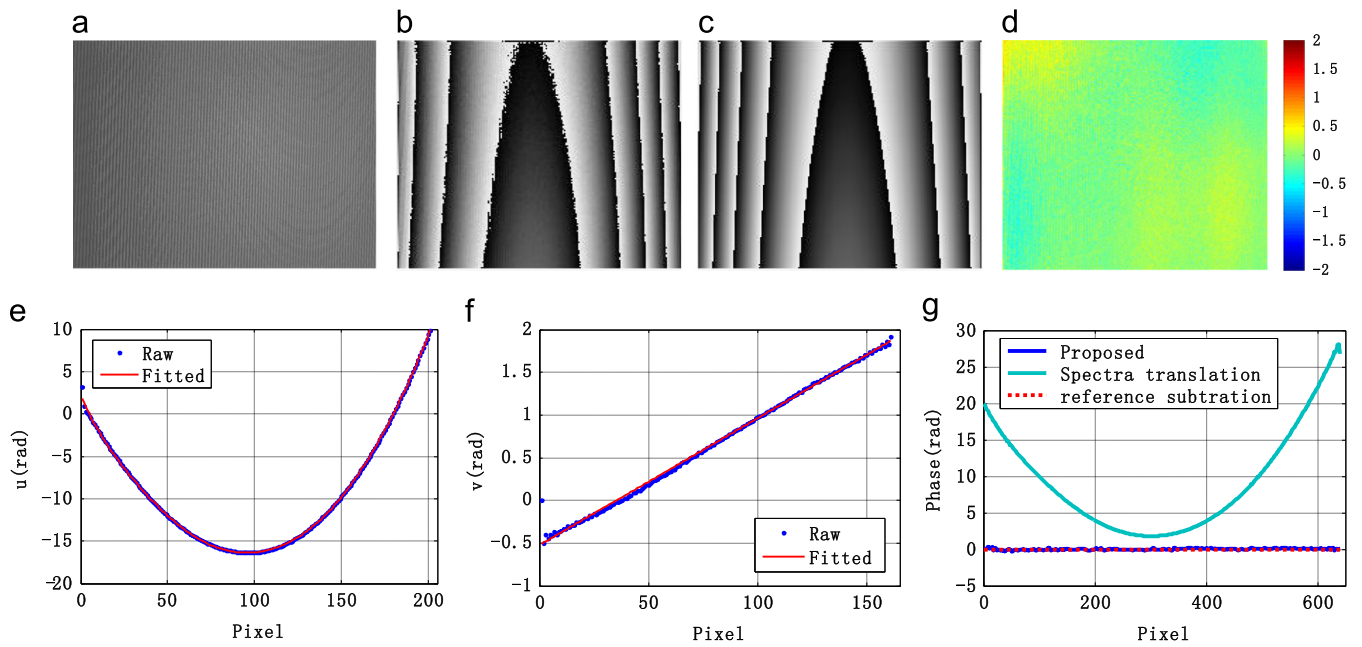 a
b
c
d
2
1.5
1
0.5
0
-0.5
-1
-1.5
-2
e
10
5
0
-5
-10
-15
-20
u(rad)
Raw
Fitted
0
50
100
150
200
Pixel
f
2
1.5
1
0.5
0
-0.5
-1
v(rad)
Raw
Fitted
0
50
100
150
Pixel
g
30
25
20
15
10
5
0
-5
Phase(rad)
Proposed
Spectra translation
reference subtration
0
200
400
600
Pixel